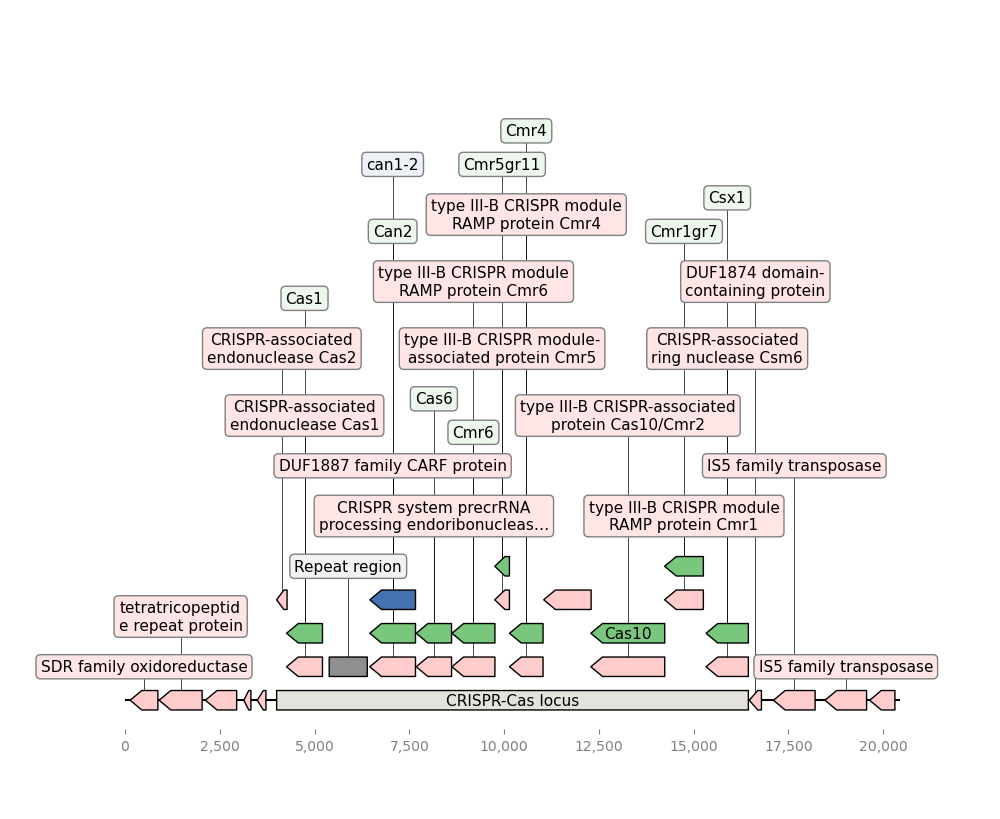 Cmr4
can1-2
Cmr5gr11
Csx1
type III-B CRISPR module
RAMP protein Cmr4
Can2
Cmr1gr7
type III-B CRISPR module
RAMP protein Cmr6
DUF1874 domain-
containing protein
Cas1
CRISPR-associated
endonuclease Cas2
type III-B CRISPR module-
associated protein Cmr5
CRISPR-associated
ring nuclease Csm6
Cas6
CRISPR-associated
endonuclease Cas1
type III-B CRISPR-associated
protein Cas10/Cmr2
Cmr6
DUF1887 family CARF protein
IS5 family transposase
CRISPR system precrRNA
processing endoribonucleas…
type III-B CRISPR module
RAMP protein Cmr1
Repeat region
tetratricopeptid
e repeat protein
Cas10
SDR family oxidoreductase
IS5 family transposase
CRISPR-Cas locus
0
2,500
5,000
7,500
10,000
12,500
15,000
17,500
20,000